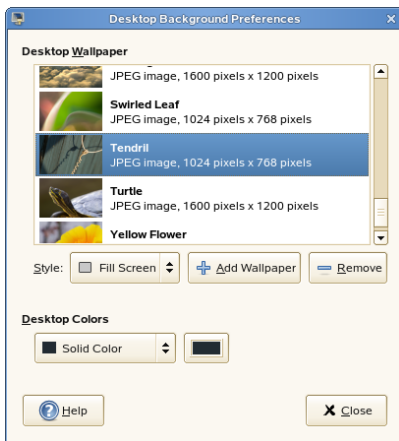 Desktop Background Preferences
Desktop Wallpaper
JPEG image, 1600 pixels x 1200 pixels
Swirled Leaf
JPEG image, 1024 pixels x 768 pixels
Tendril
JPEG image, 1024 pixels x 768 pixels
Turtle
JPEG image, 1600 pixels x 1200 pixels
Yellow Flower
Style: Fill Screen Add Wallpaper Remove
Desktop Colors
Solid Color
Help Close